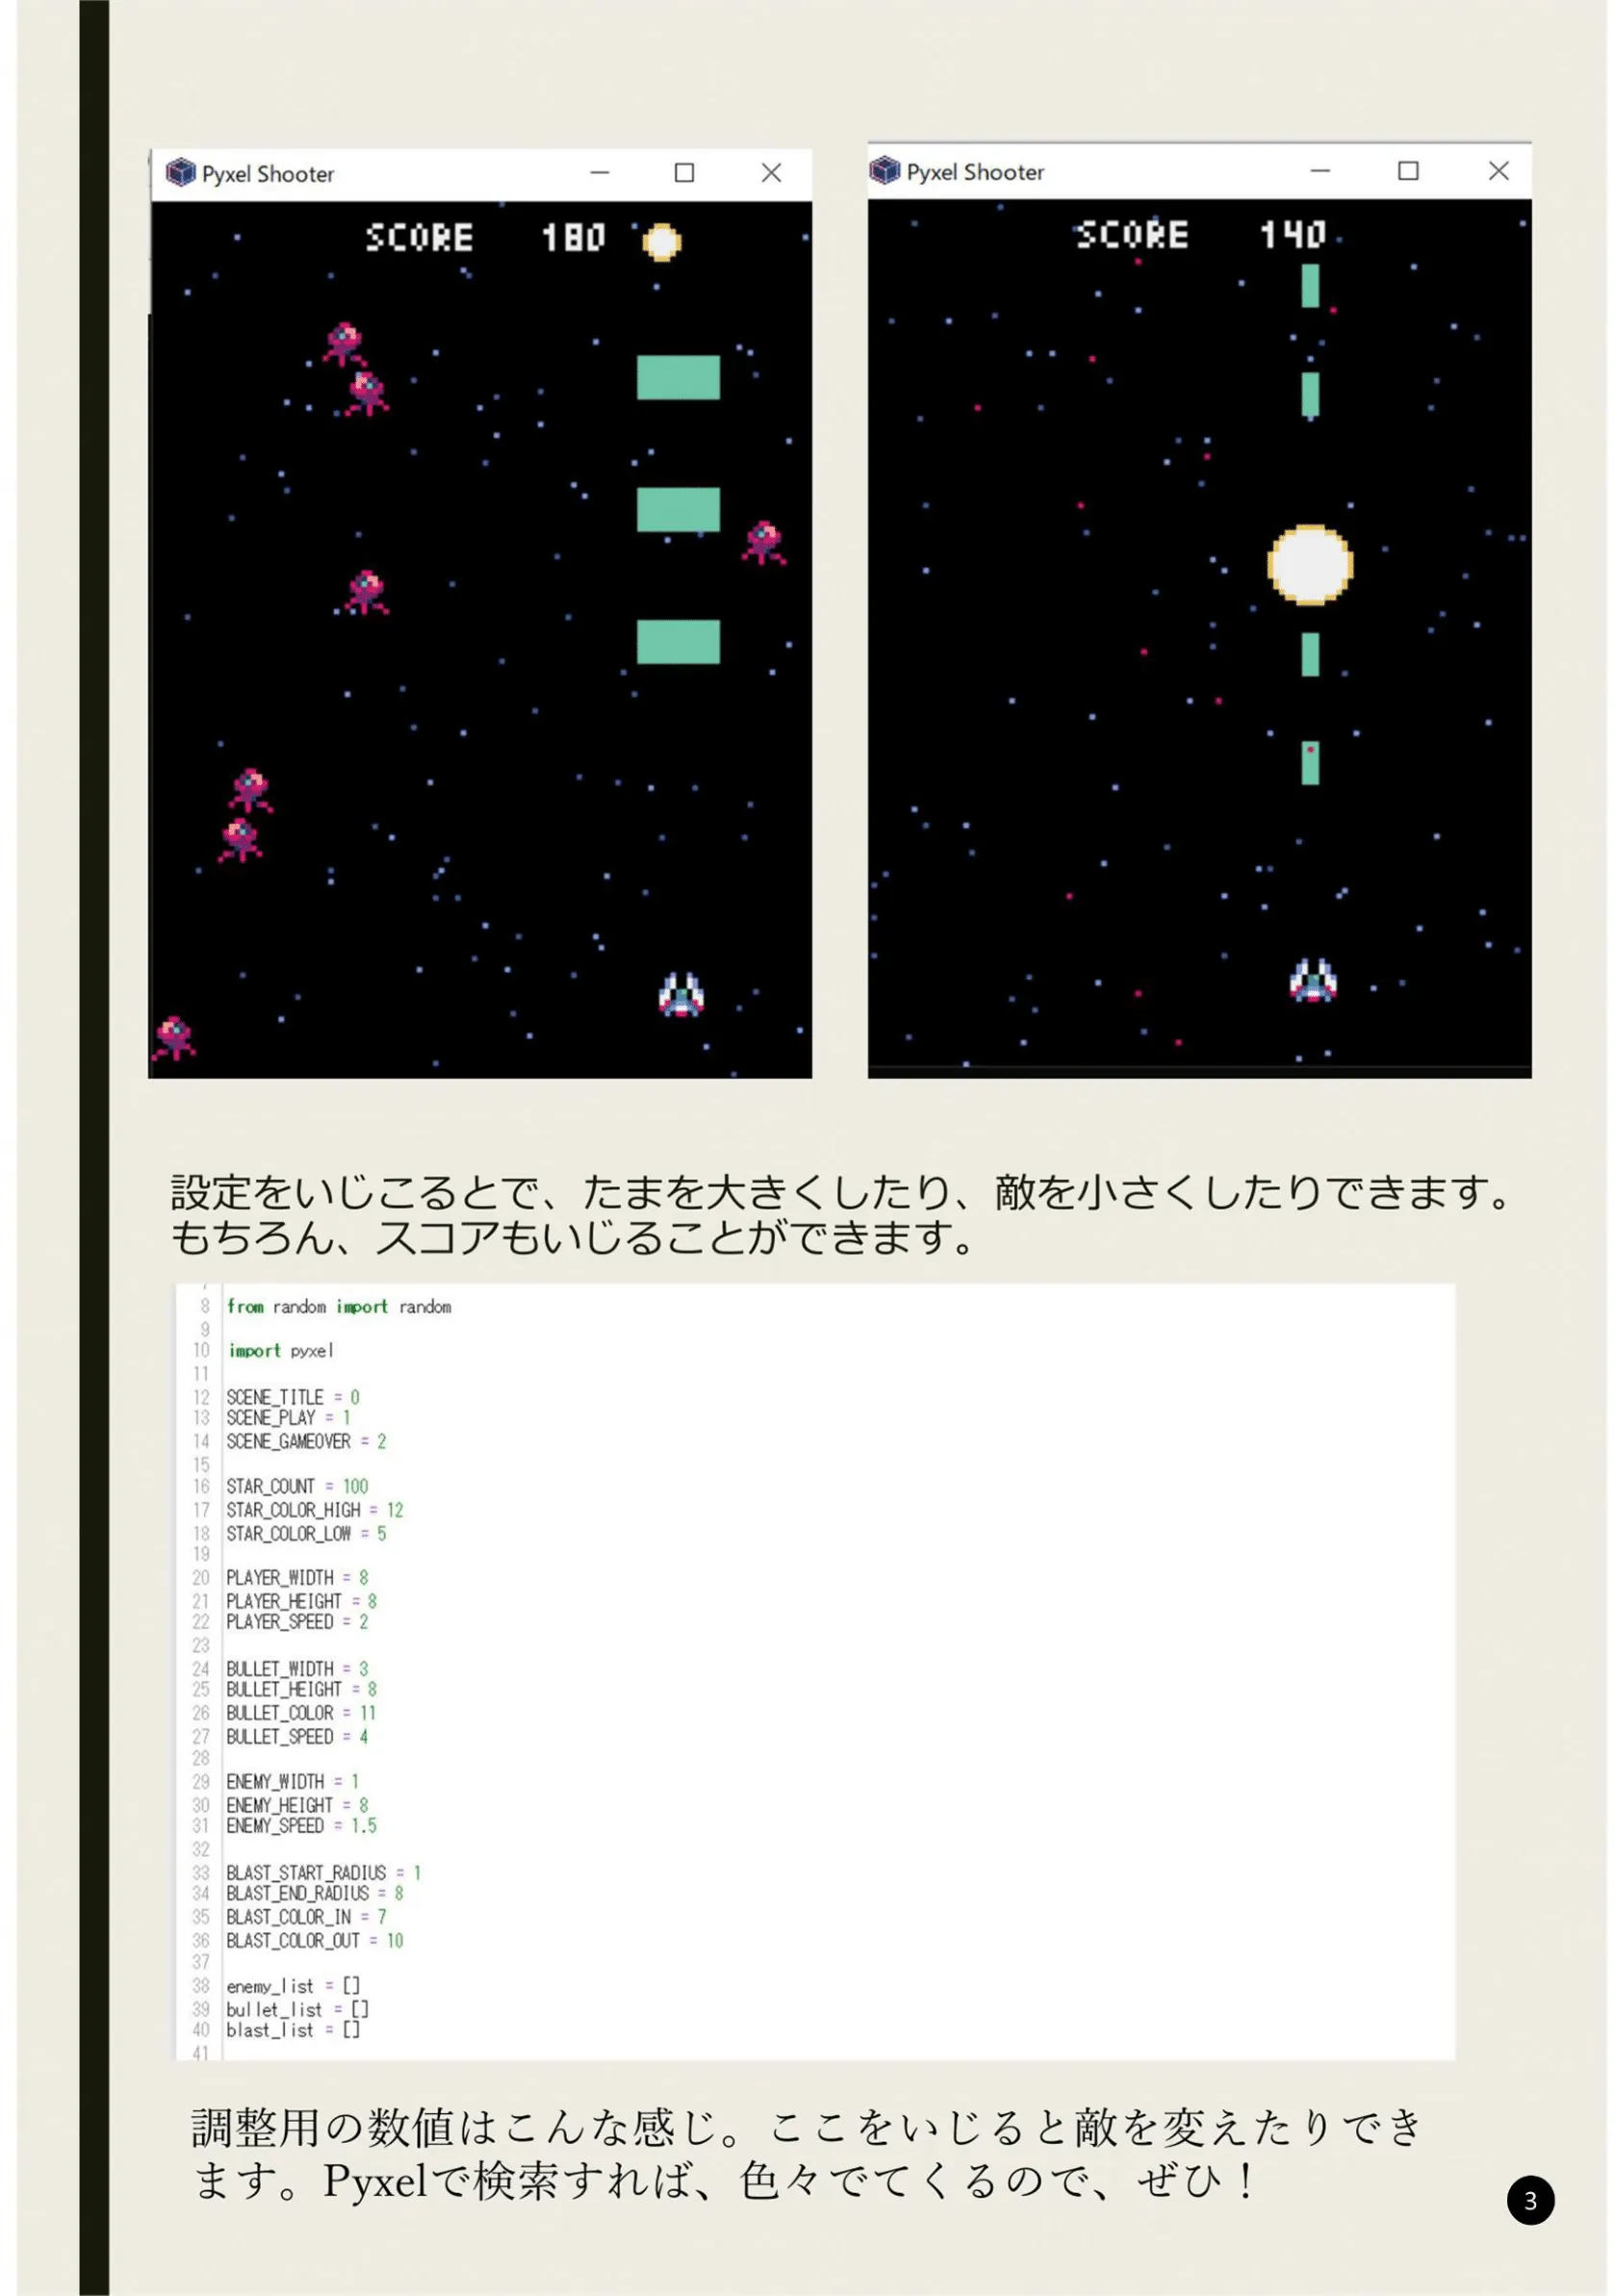 Pyxel Shooter
SCORE 180
Pyxel Shooter
SCORE 140
設定をいじこるとで、たまを大きくしたり、敵を小さくしたりできます。
もちろん、スコアもいじることができます。
8 from random import random
9
10 import pyxel
11
12 SCENE_TITLE = 0
13 SCENE_PLAY = 1
14 SCENE_GAMEOVER = 2
15
16 STAR_COUNT = 100
17 STAR_COLOR_HIGH = 12
18 STAR_COLOR_LOW = 5
19
20 PLAYER_WIDTH = 8
21 PLAYER_HEIGHT = 8
22 PLAYER_SPEED = 2
23
24 BULLET_WIDTH = 3
25 BULLET_HEIGHT = 8
26 BULLET_COLOR = 11
27 BULLET_SPEED = 4
28
29 ENEMY_WIDTH = 1
30 ENEMY_HEIGHT = 8
31 ENEMY_SPEED = 1.5
32
33 BLAST_START_RADIUS = 1
34 BLAST_END_RADIUS = 8
35 BLAST_COLOR_IN = 7
36 BLAST_COLOR_OUT = 10
37
38 enemy_list = []
39 bullet_list = []
40 blast_list = []
41
調整用の数値はこんな感じ。ここをいじると敵を変えたりでき
ます。Pyxelで検索すれば、色々でてくるので、ぜひ！
3